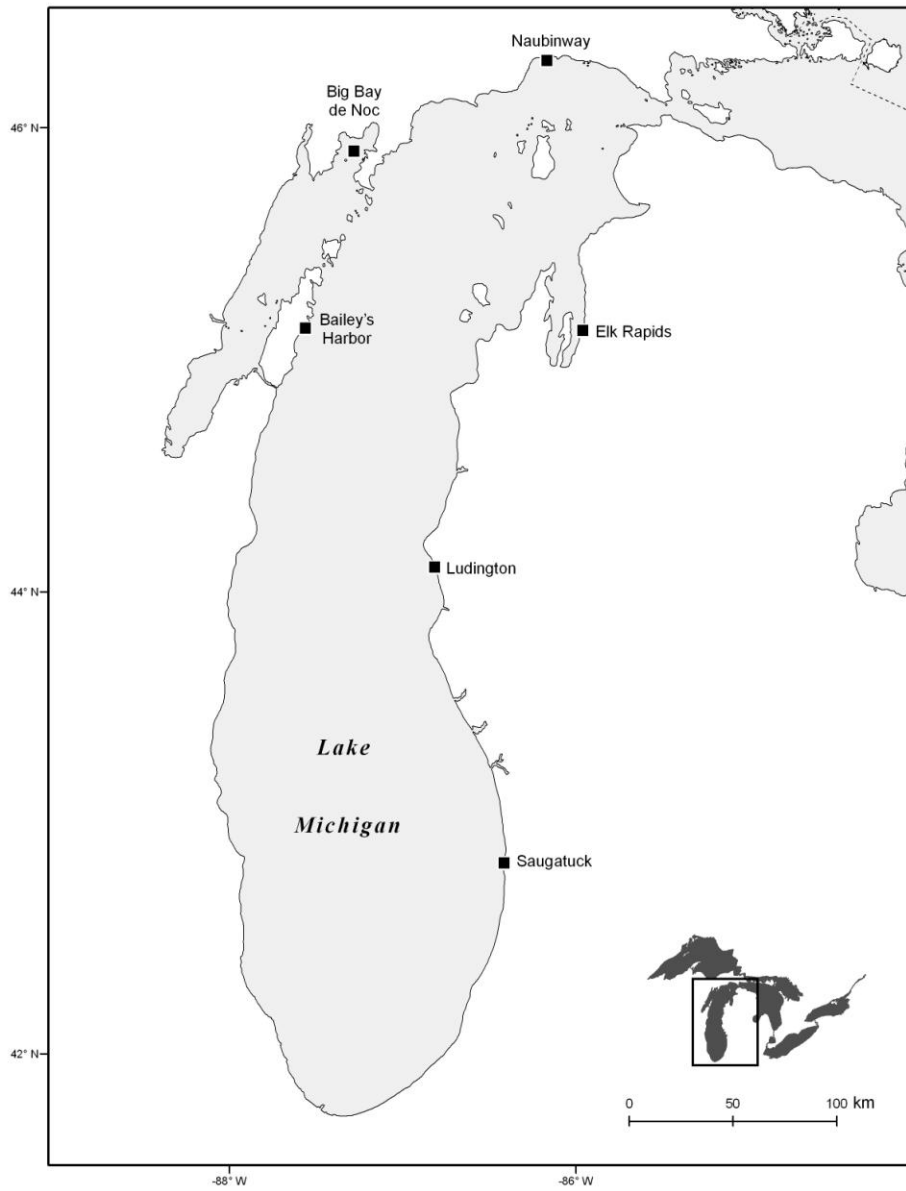 Naubinway
Big Bay
de Noc
46° N
Bailey's
Harbor
Elk Rapids
44° N
Ludington
Lake
Michigan
Saugatuck
42° N
0 50 100 km
-88° W -86° W